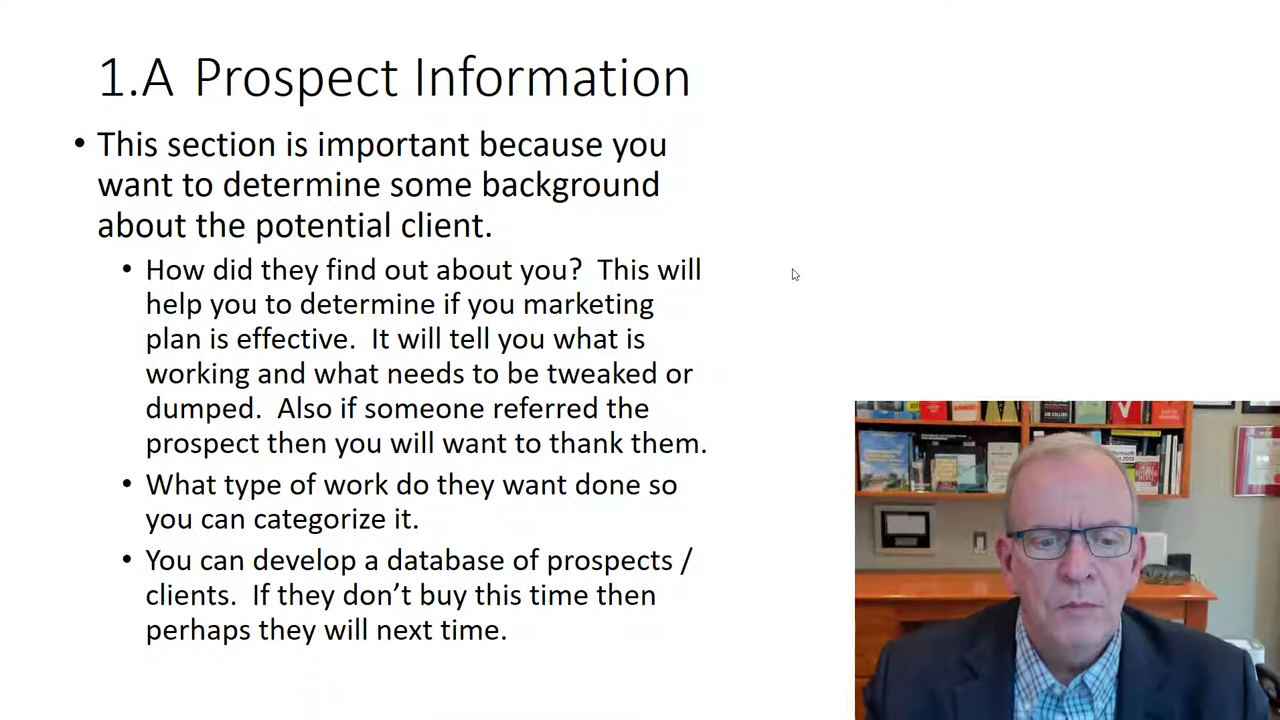 1.A Prospect Information
• This section is important because you
want to determine some background
about the potential client.
• How did they find out about you?  This will
help you to determine if you marketing
plan is effective.  It will tell you what is
working and what needs to be tweaked or
dumped.  Also if someone referred the
prospect then you will want to thank them.
• What type of work do they want done so
you can categorize it.
• You can develop a database of prospects /
clients.  If they don’t buy this time then
perhaps they will next time.